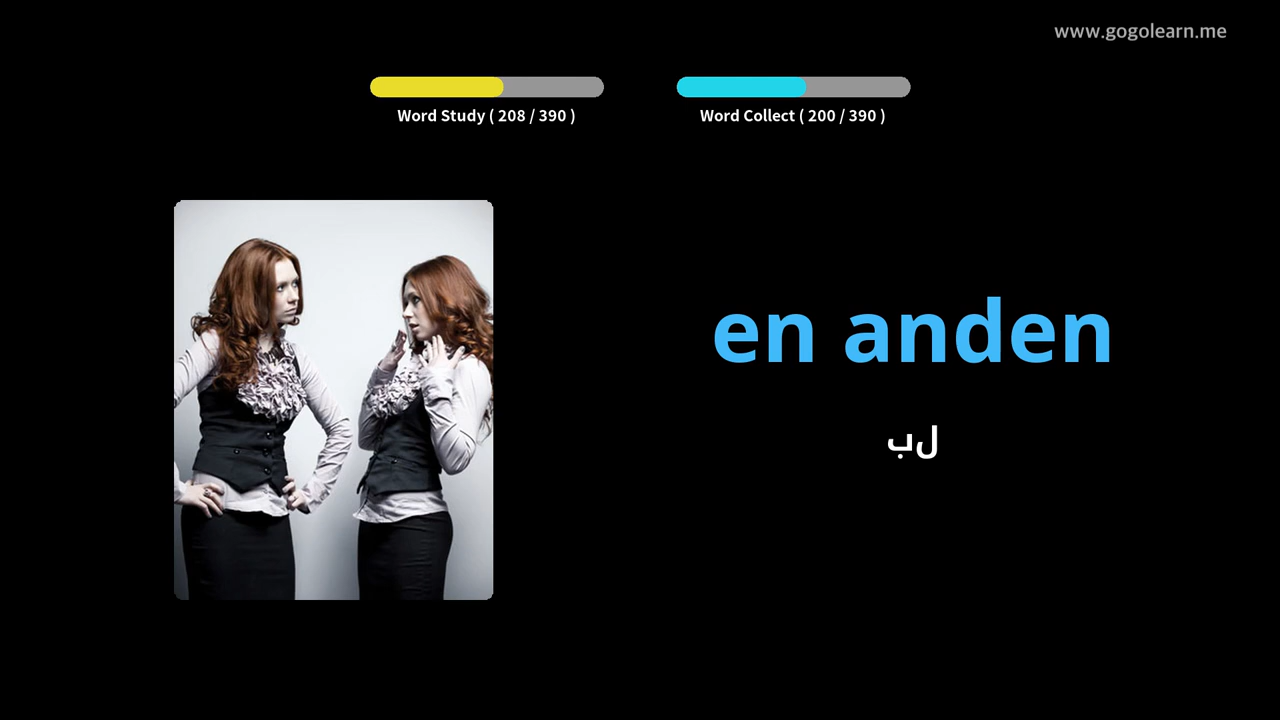 www.gogolearn.me
Word Study ( 208 / 390 )
Word Collect ( 200 / 390 )
en anden
لب